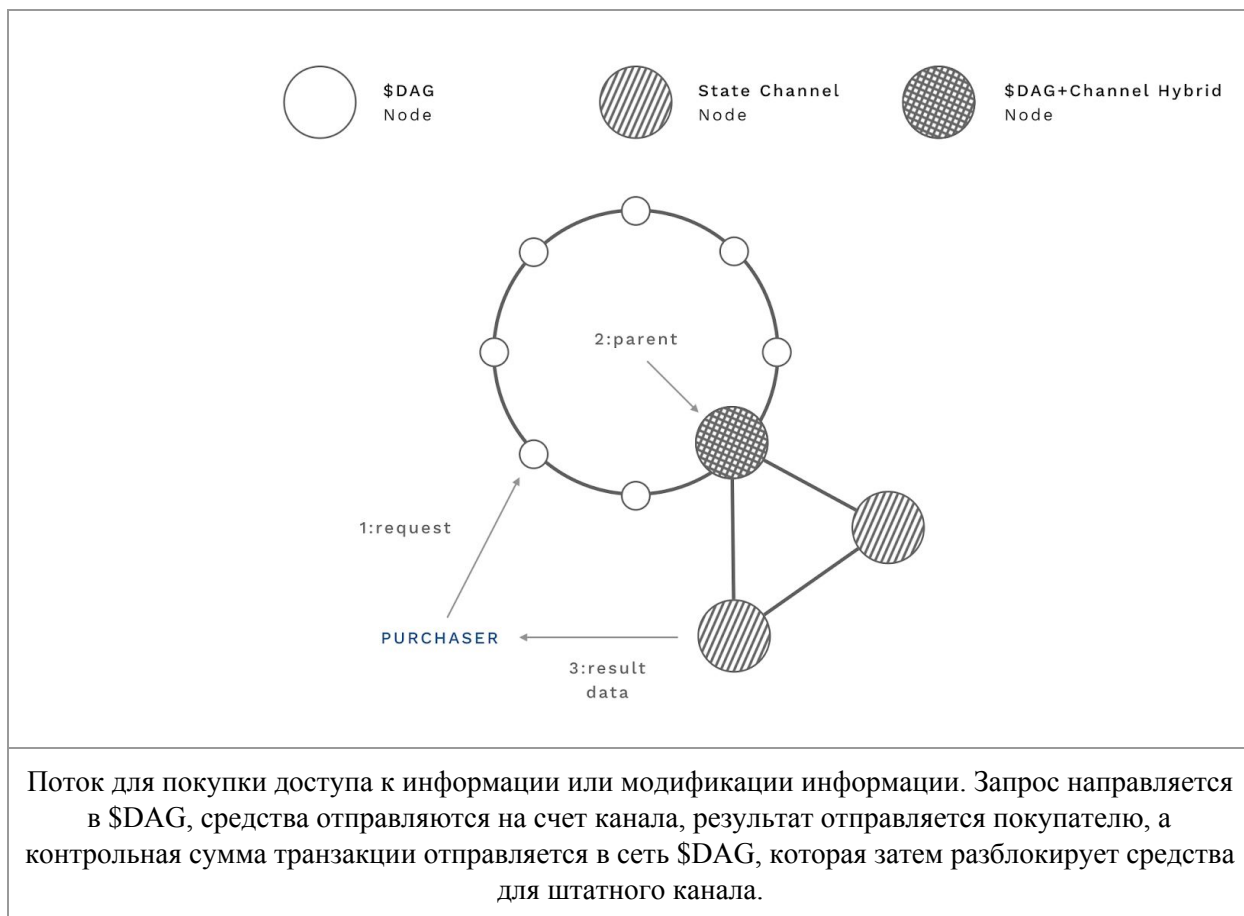 $DAG
Node
State Channel
Node
$DAG+Channel Hybrid
Node
2:parent
1:request
PURCHASER
3:result
data
Поток для покупки доступа к информации или модификации информации. Запрос направляется
в $DAG, средства отправляются на счет канала, результат отправляется покупателю, а
контрольная сумма транзакции отправляется в сеть $DAG, которая затем разблокирует средства
для штатного канала.